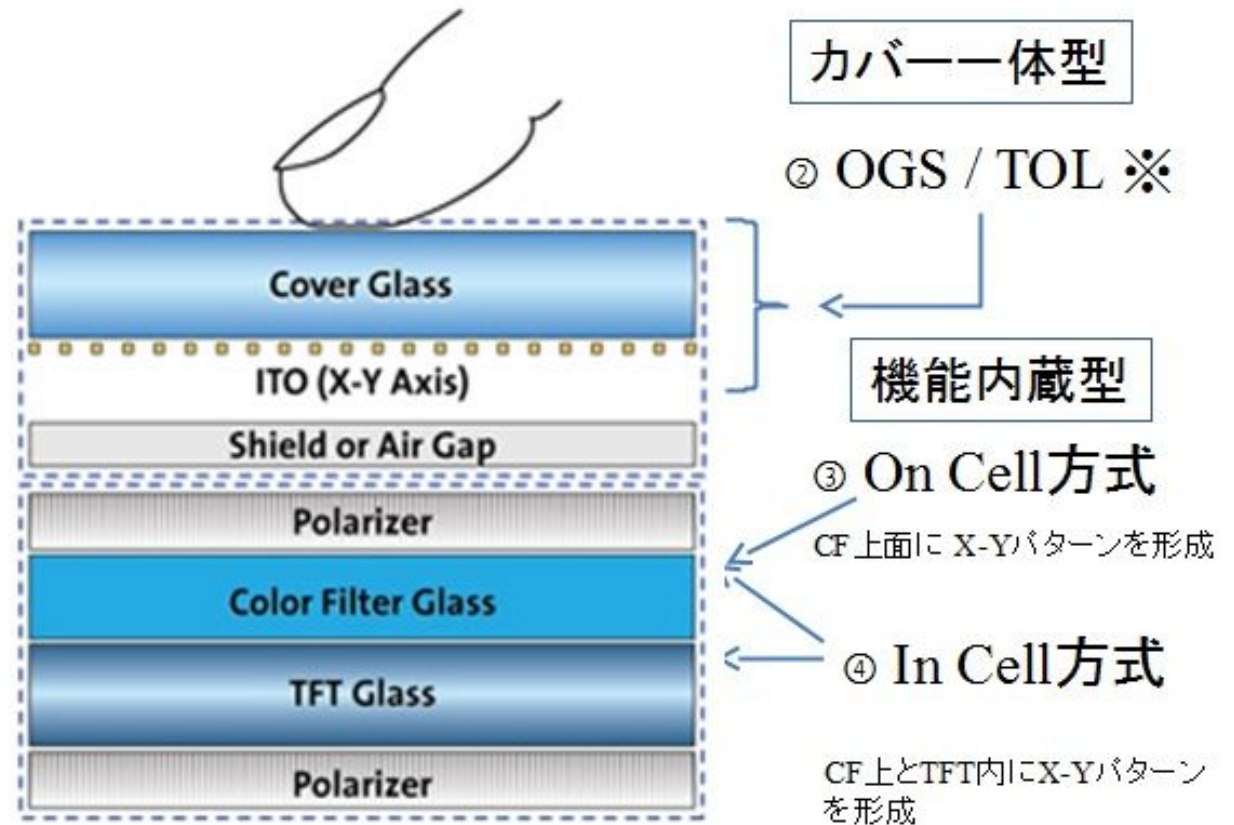 カバー一体型
② OGS / TOL ※
Cover Glass
ITO (X-Y Axis)
Shield or Air Gap
機能内蔵型
③ On Cell方式
CF上面に X-Yパターンを形成
Polarizer
Color Filter Glass
TFT Glass
Polarizer
④ In Cell方式
CF上とTFT内にX-Yパターン
を形成